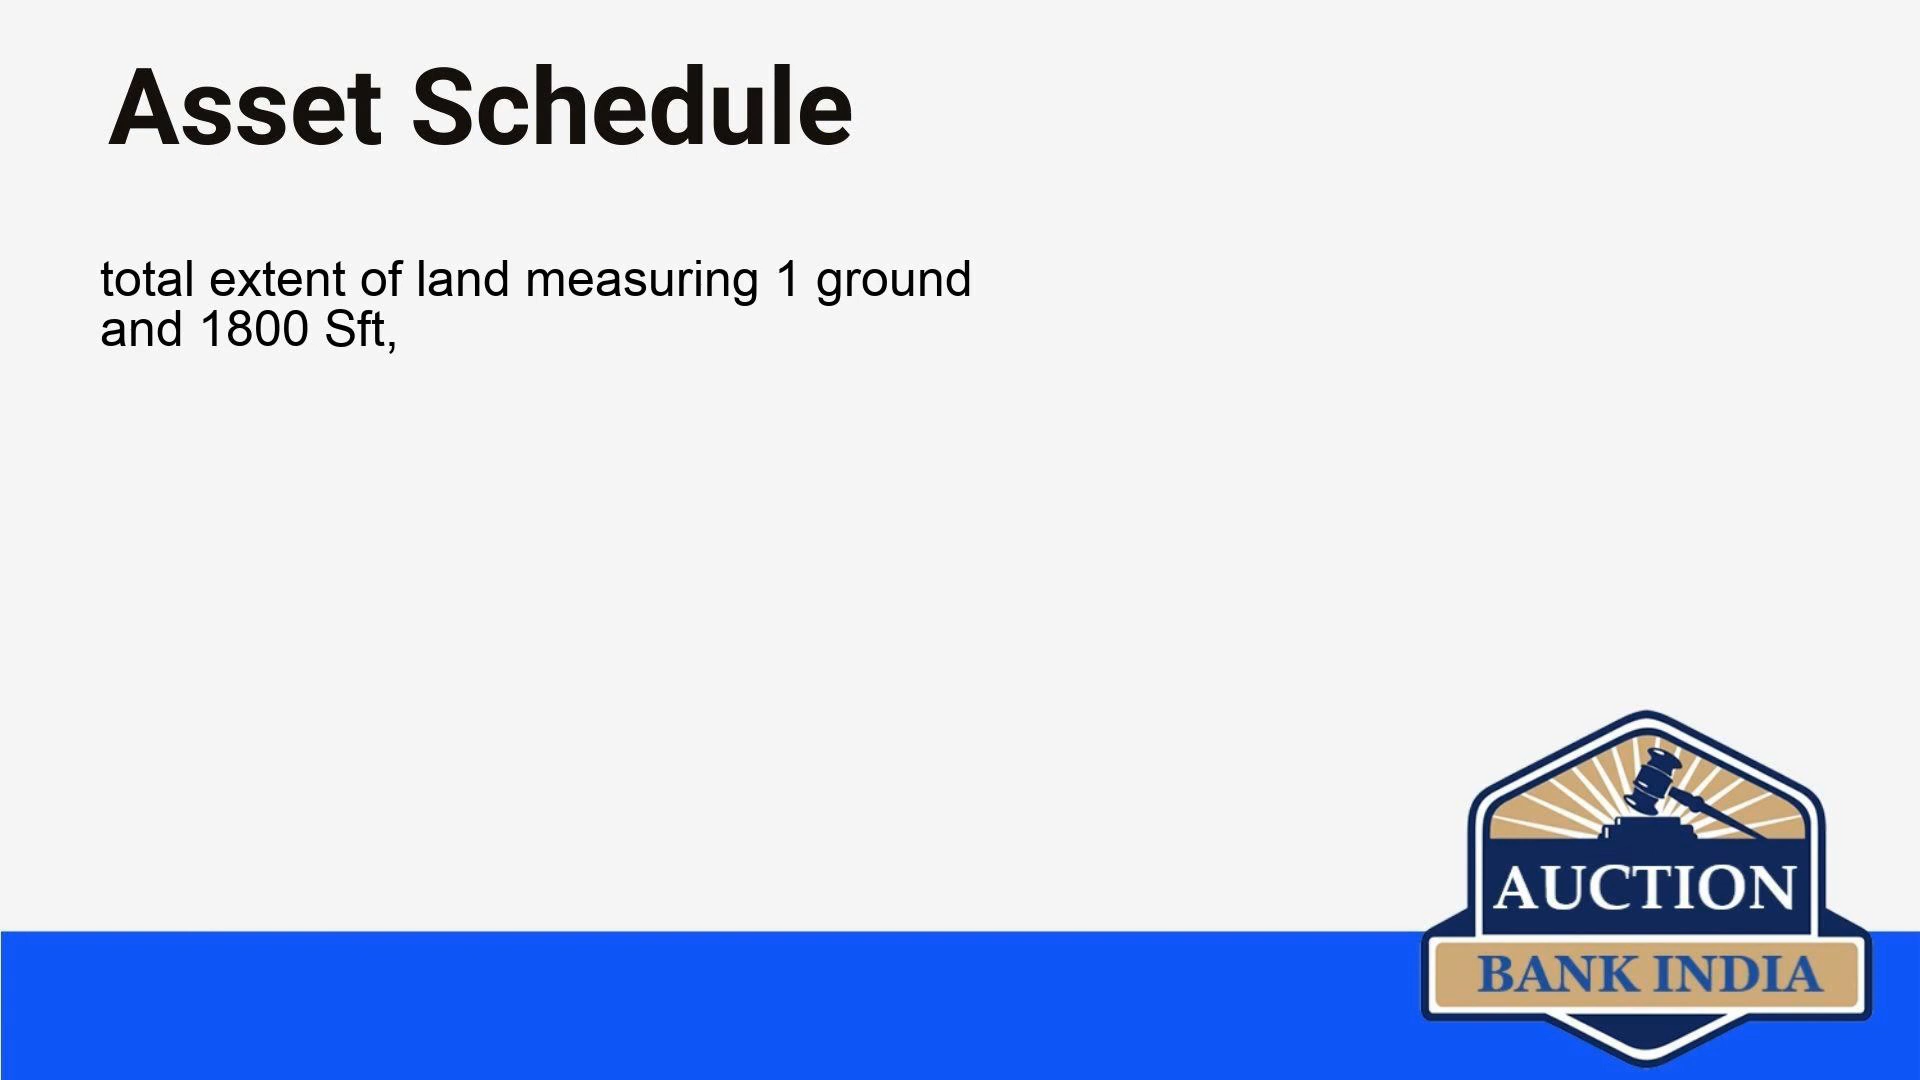 Asset Schedule
total extent of land measuring 1 ground
and 1800 Sft,
AUCTION
BANK INDIA